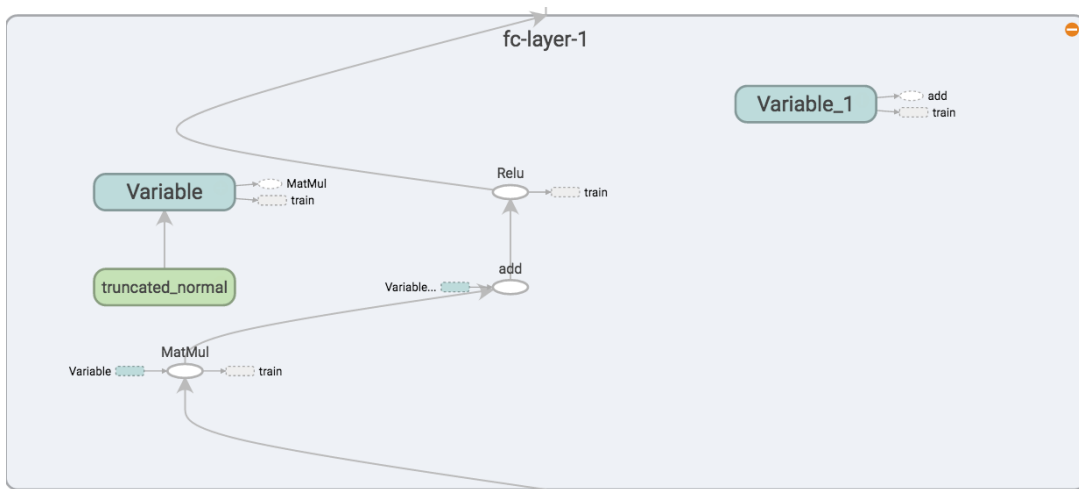 fc-layer-1
Variable_1
add
train
Variable
MatMul
train
Relu
train
truncated_normal
add
Variable...
MatMul
Variable
train